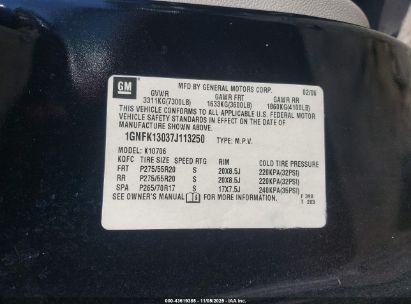 GM
MFD BY GENERAL MOTORS CORP. 02/06
GVWR GAWR FRT GAWR RR
3311KG(7300LB) 1633KG(3600LB) 1860KG(4100LB)
THIS VEHICLE CONFORMS TO ALL APPLICABLE U.S. FEDERAL MOTOR
VEHICLE SAFETY STANDARDS IN EFFECT ON THE DATE OF
MANUFACTURE SHOWN ABOVE.
1GNFK13037J113250 TYPE: M.P.V.
K10706
KQFC TIRE SIZE SPEED RTG RIM COLD TIRE PRESSURE
FRT P275/55R20 S 20X8.5J 220KPA(32PSI)
RR P275/55R20 S 20X8.5J 220KPA(32PSI)
SPA P265/70R17 S 17X7.5J 240KPA(35PSI)
SEE OWNER'S MANUAL FOR MORE INFORMATION.